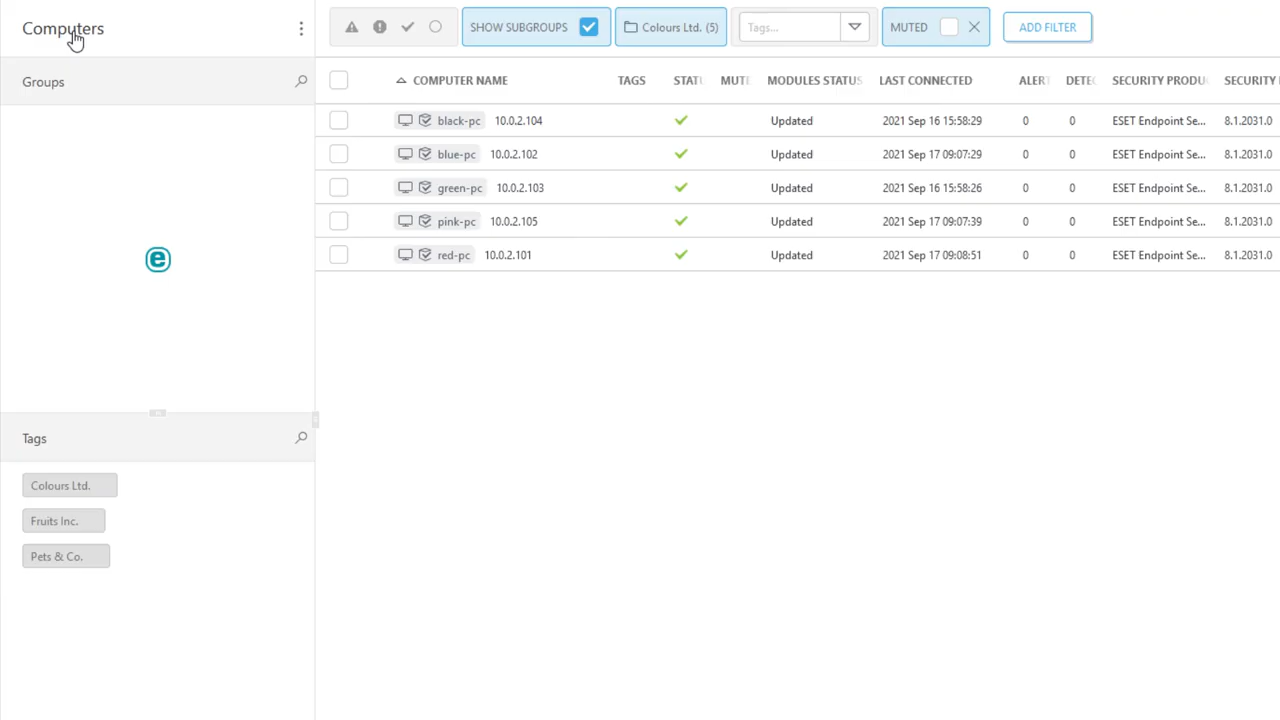 Computers
SHOW SUBGROUPS Colours Ltd. (5) Tags... MUTED ADD FILTER
Groups
COMPUTER NAME TAGS STATU MUTE MODULES STATUS LAST CONNECTED ALERT DETEC SECURITY PRODU SECURITY
black-pc 10.0.2.104 Updated 2021 Sep 16 15:58:29 0 0 ESET Endpoint Se... 8.1.2031.0
blue-pc 10.0.2.102 Updated 2021 Sep 17 09:07:29 0 0 ESET Endpoint Se... 8.1.2031.0
green-pc 10.0.2.103 Updated 2021 Sep 16 15:58:26 0 0 ESET Endpoint Se... 8.1.2031.0
pink-pc 10.0.2.105 Updated 2021 Sep 17 09:07:39 0 0 ESET Endpoint Se... 8.1.2031.0
red-pc 10.0.2.101 Updated 2021 Sep 17 09:08:51 0 0 ESET Endpoint Se... 8.1.2031.0
e
Tags
Colours Ltd.
Fruits Inc.
Pets & Co.